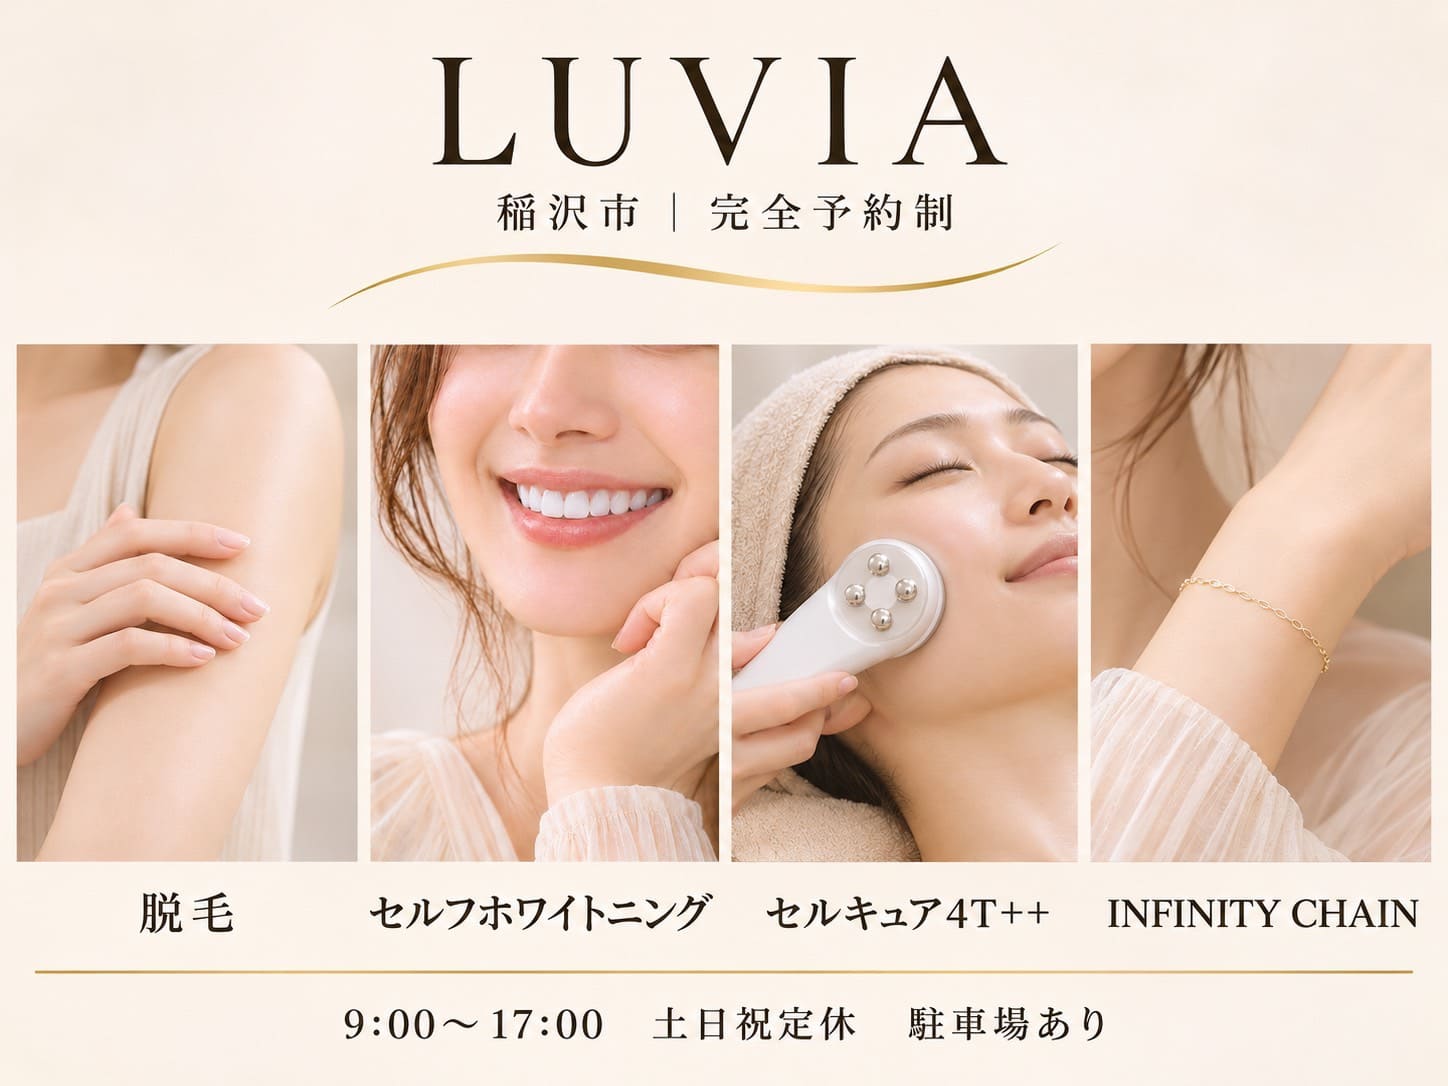 LUVIA
稲沢市｜完全予約制
脱毛
セルフホワイトニング
セルキュア4T++
INFINITY CHAIN
9:00～17:00　土日祝定休　駐車場あり